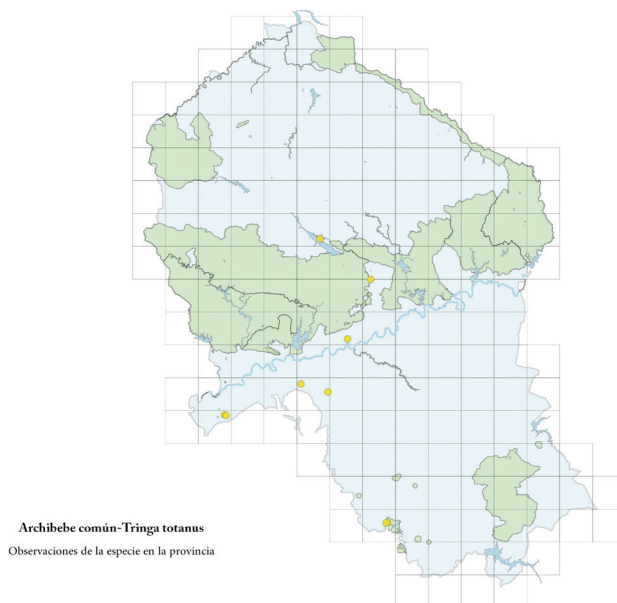 Archibebe común-Tringa totanus
Observaciones de la especie en la provincia